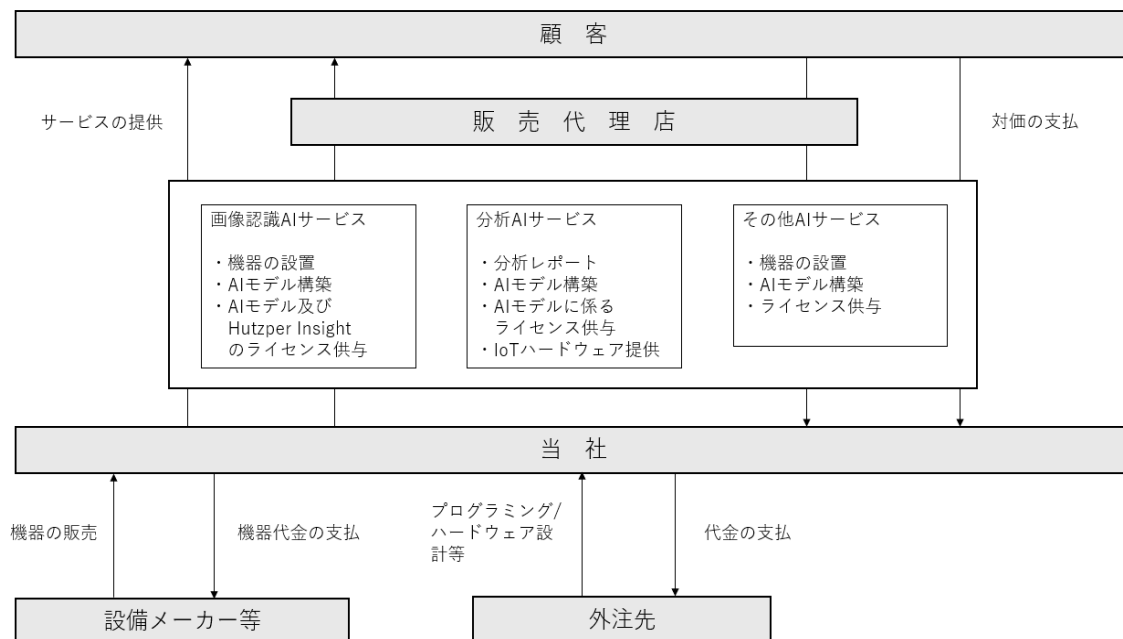 顧 客
サービスの提供
販 売 代 理 店
対価の支払
画像認識AIサービス
・機器の設置
・AIモデル構築
・AIモデル及び
Hutzper Insight
のライセンス供与
分析AIサービス
・分析レポート
・AIモデル構築
・AIモデルに係る
ライセンス供与
・IoTハードウェア提供
その他AIサービス
・機器の設置
・AIモデル構築
・ライセンス供与
当 社
機器の販売
機器代金の支払
プログラミング/
ハードウェア設
計等
代金の支払
設備メーカー等
外注先